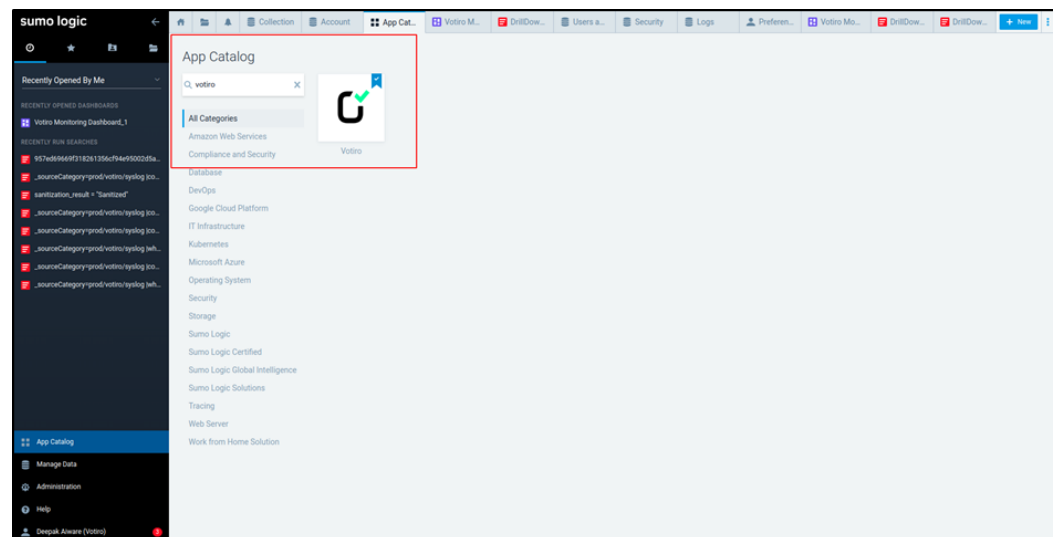 sumo logic
Collection
Account
App Cat...
Votiro M...
DrillDow...
Users a...
Security
Logs
Preferen...
Votiro Mo...
DrillDow...
DrillDow...
+ New
Recently Opened By Me
RECENTLY OPENED DASHBOARDS
Votiro Monitoring Dashboard_1
RECENTLY RUN SEARCHES
957ed69669f318261356cf94e95002d5a...
_sourceCategory=prod/votiro/syslog |co...
sanitization_result = "Sanitized"
_sourceCategory=prod/votiro/syslog |co...
_sourceCategory=prod/votiro/syslog |co...
_sourceCategory=prod/votiro/syslog |wh...
_sourceCategory=prod/votiro/syslog |co...
_sourceCategory=prod/votiro/syslog |wh...
App Catalog
Manage Data
Administration
Help
Deepak Aiware (Votiro)
3
App Catalog
votiro
All Categories
Amazon Web Services
Compliance and Security
Database
DevOps
Google Cloud Platform
IT Infrastructure
Kubernetes
Microsoft Azure
Operating System
Security
Storage
Sumo Logic
Sumo Logic Certified
Sumo Logic Global Intelligence
Sumo Logic Solutions
Tracing
Web Server
Work from Home Solution
Votiro